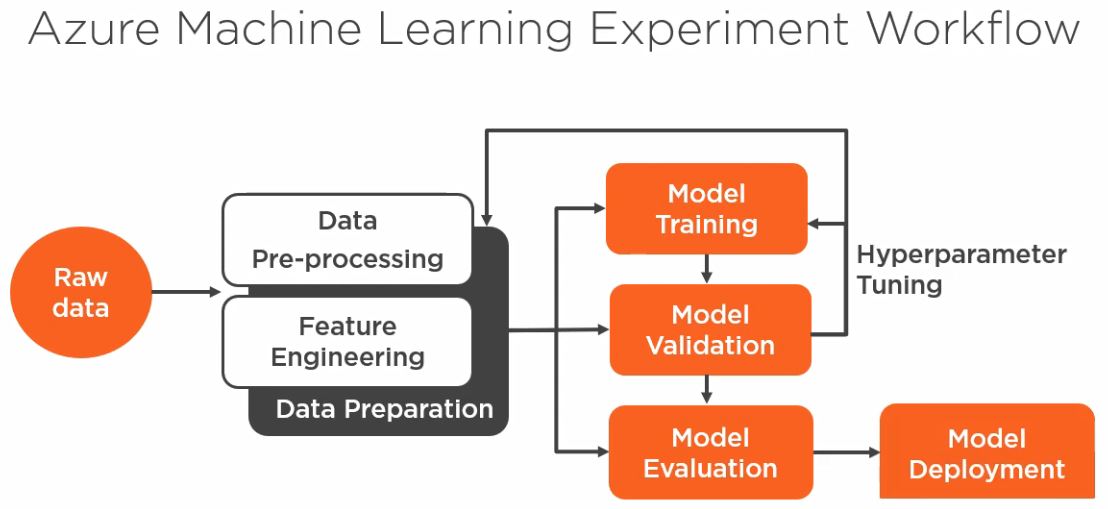 Azure Machine Learning Experiment Workflow
Raw
data
Data
Pre-processing
Feature
Engineering
Data Preparation
Model
Training
Model
Validation
Hyperparameter
Tuning
Model
Evaluation
Model
Deployment